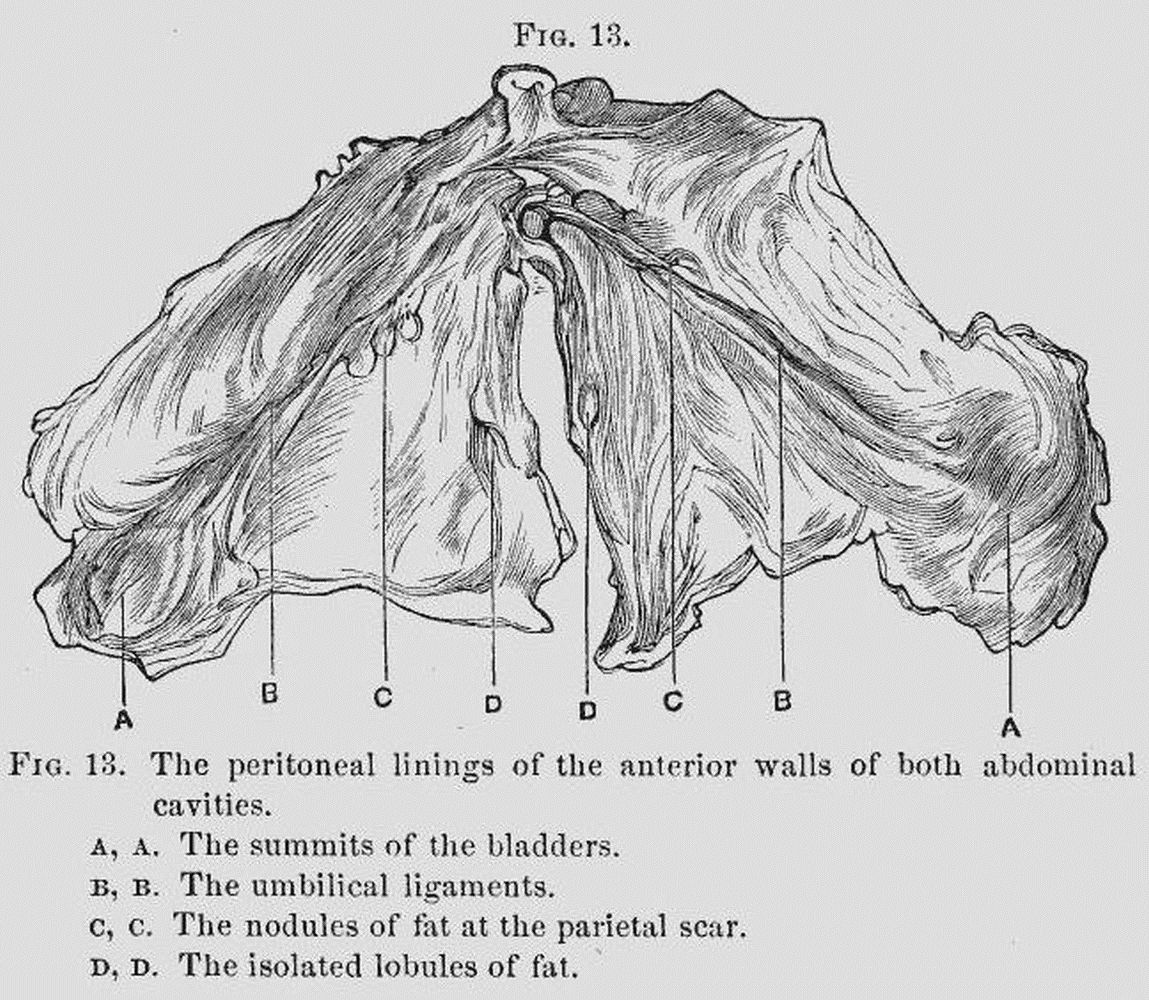 FIG. 13.
A B C D D C B A
FIG. 13. The peritoneal linings of the anterior walls of both abdominal
cavities.
A, A. The summits of the bladders.
B, B. The umbilical ligaments.
C, C. The nodules of fat at the parietal scar.
D, D. The isolated lobules of fat.